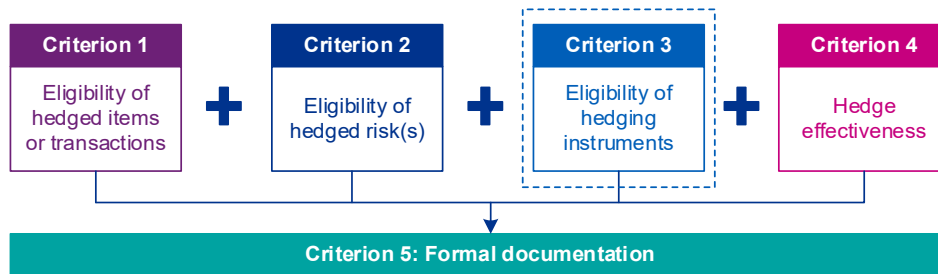 Criterion 1
Eligibility of
hedged items
or transactions
Criterion 2
Eligibility of
hedged risk(s)
Criterion 3
Eligibility of
hedging
instruments
Criterion 4
Hedge
effectiveness
Criterion 5: Formal documentation